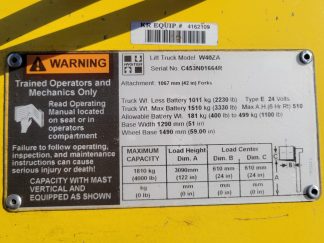 KR EQUIP.# 4162109
WARNING
Trained Operators and
Mechanics Only
Read Operating
Manual located
on seat or in
operators
compartment
Failure to follow operating,
inspection, and maintenance
instructions can cause
serious injury or death!
CAPACITY WITH MAST
VERTICAL AND
EQUIPPED AS SHOWN
Lift Truck Model W40ZA
Serial No. C453N01664R
Attachment: 1067 mm (42 in) Forks
Truck Wt. Less Battery 1011 kg (2230 lb) Type E 24 Volts
Truck Wt. Max Battery 1510 kg (3330 lb) Max A.H.(6 Hr) 510
Allowable Battery Wt. 181 kg (400 lb) to 499 kg (1100 lb)
Base Width 1290 mm (51 in)
Base Width 1490 mm (59.00 in)
MAXIMUM CAPACITY
Load Height Dim. A
Load Center
Dim. B Dim. C
1810 kg 3090mm 610 mm 610 mm
(4000 lb) (122 in) (24 in) (24 in)
kg mm mm mm
(lb) (in) (in) (in)